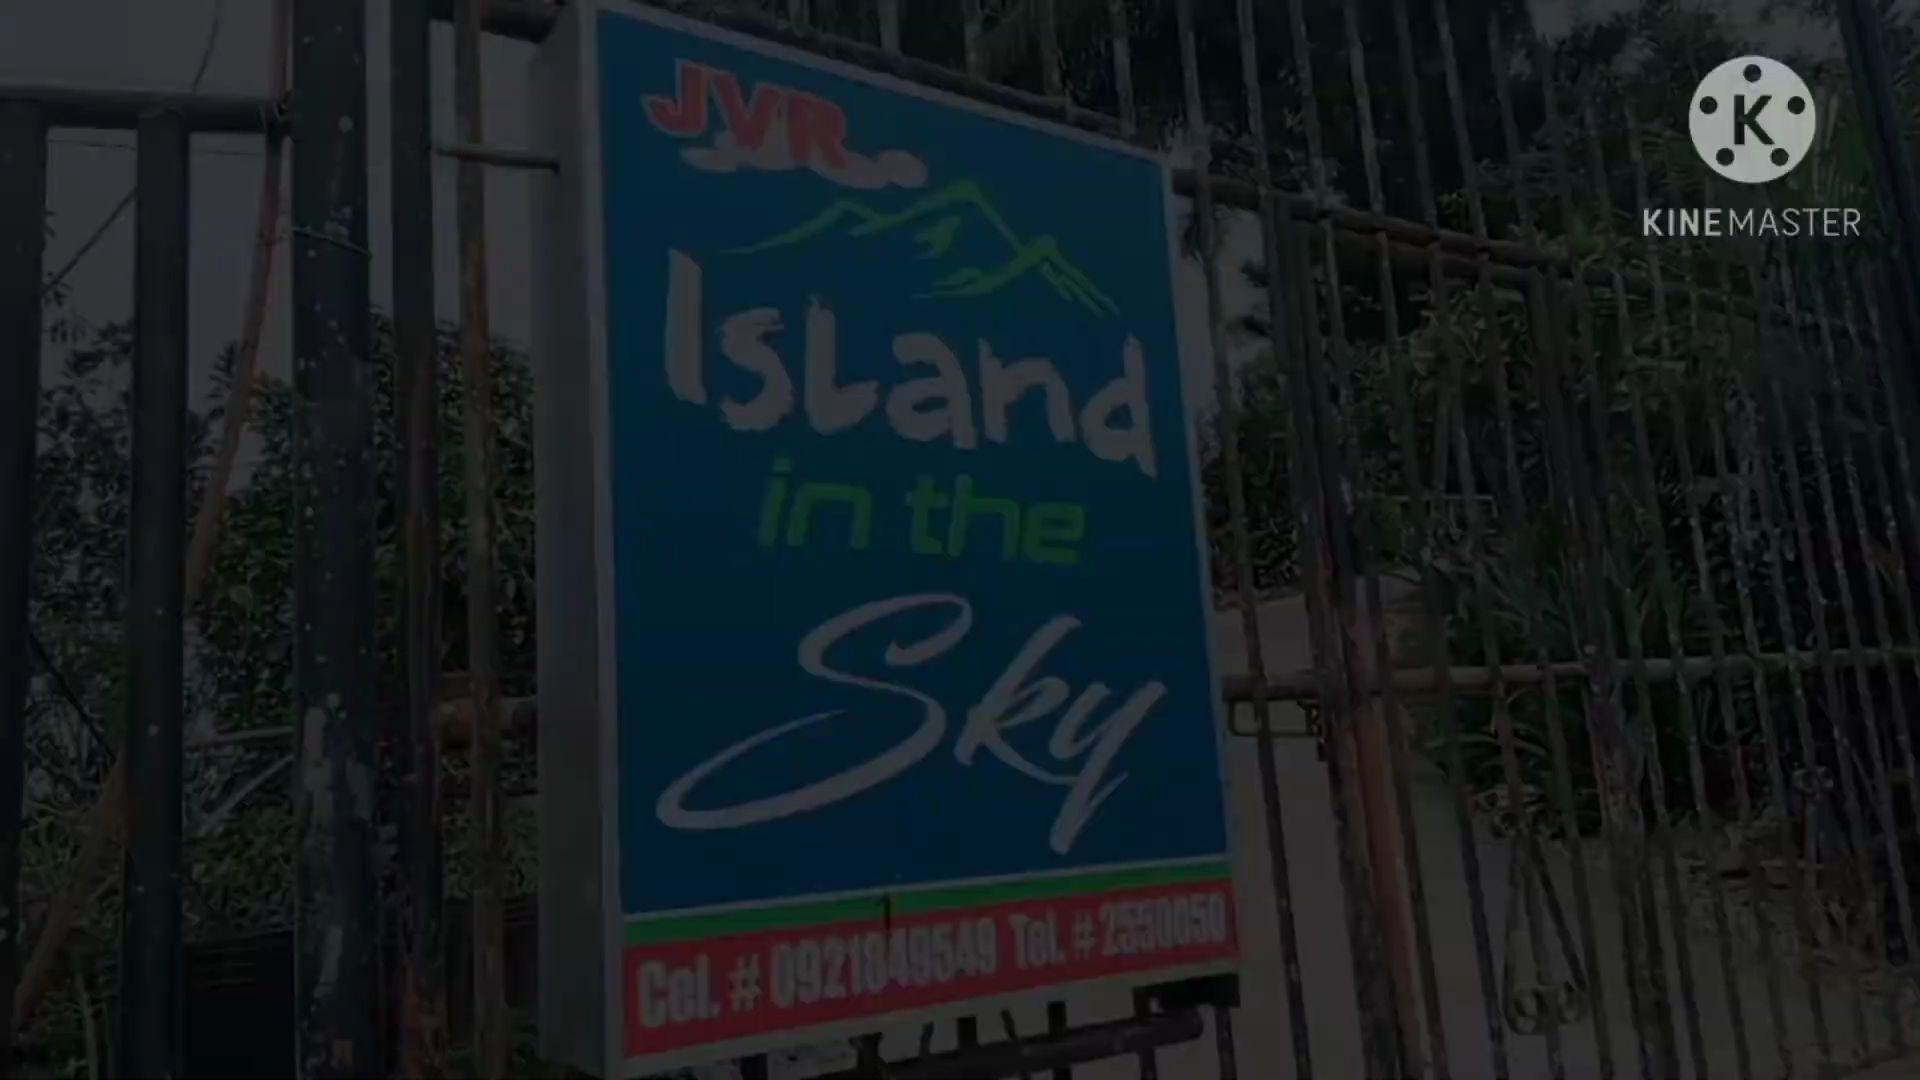 JVR
Island
in the
Sky
Cel. # 0921849549 Tel. # 2550050
K
KINEMASTER